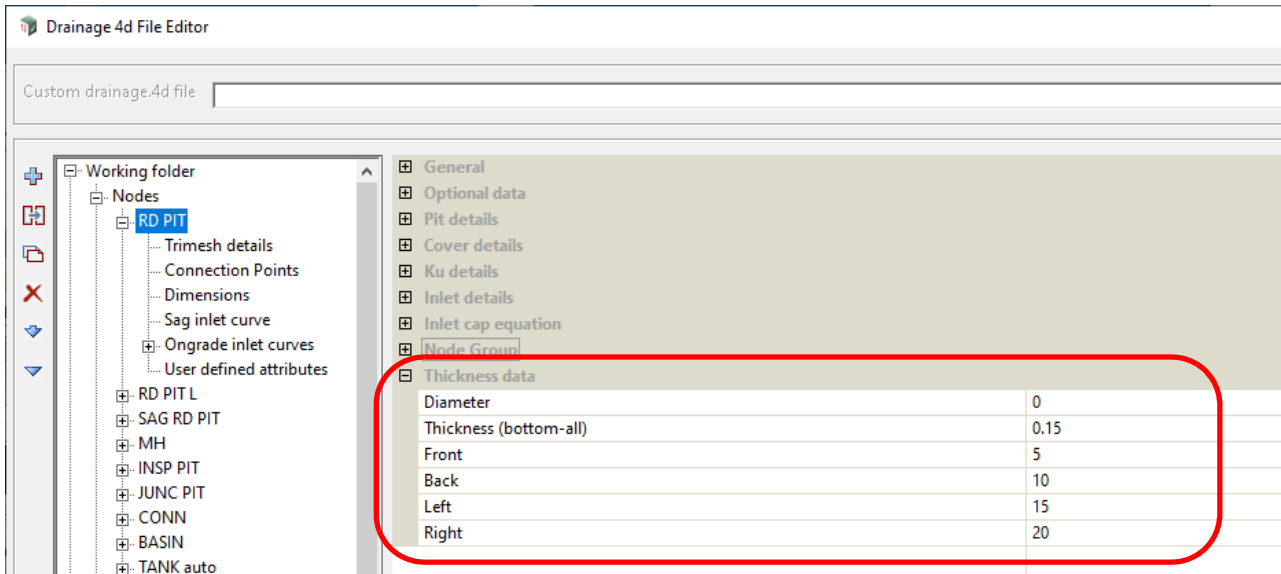 Drainage 4d File Editor
Custom drainage.4d file
Working folder
Nodes
RD PIT
Trimesh details
Connection Points
Dimensions
Sag inlet curve
Ongrade inlet curves
User defined attributes
RD PIT L
SAG RD PIT
MH
INSP PIT
JUNC PIT
CONN
BASIN
TANK auto
General
Optional data
Pit details
Cover details
Ku details
Inlet details
Inlet cap equation
Node Group
Thickness data
Diameter 0
Thickness (bottom-all) 0.15
Front 5
Back 10
Left 15
Right 20